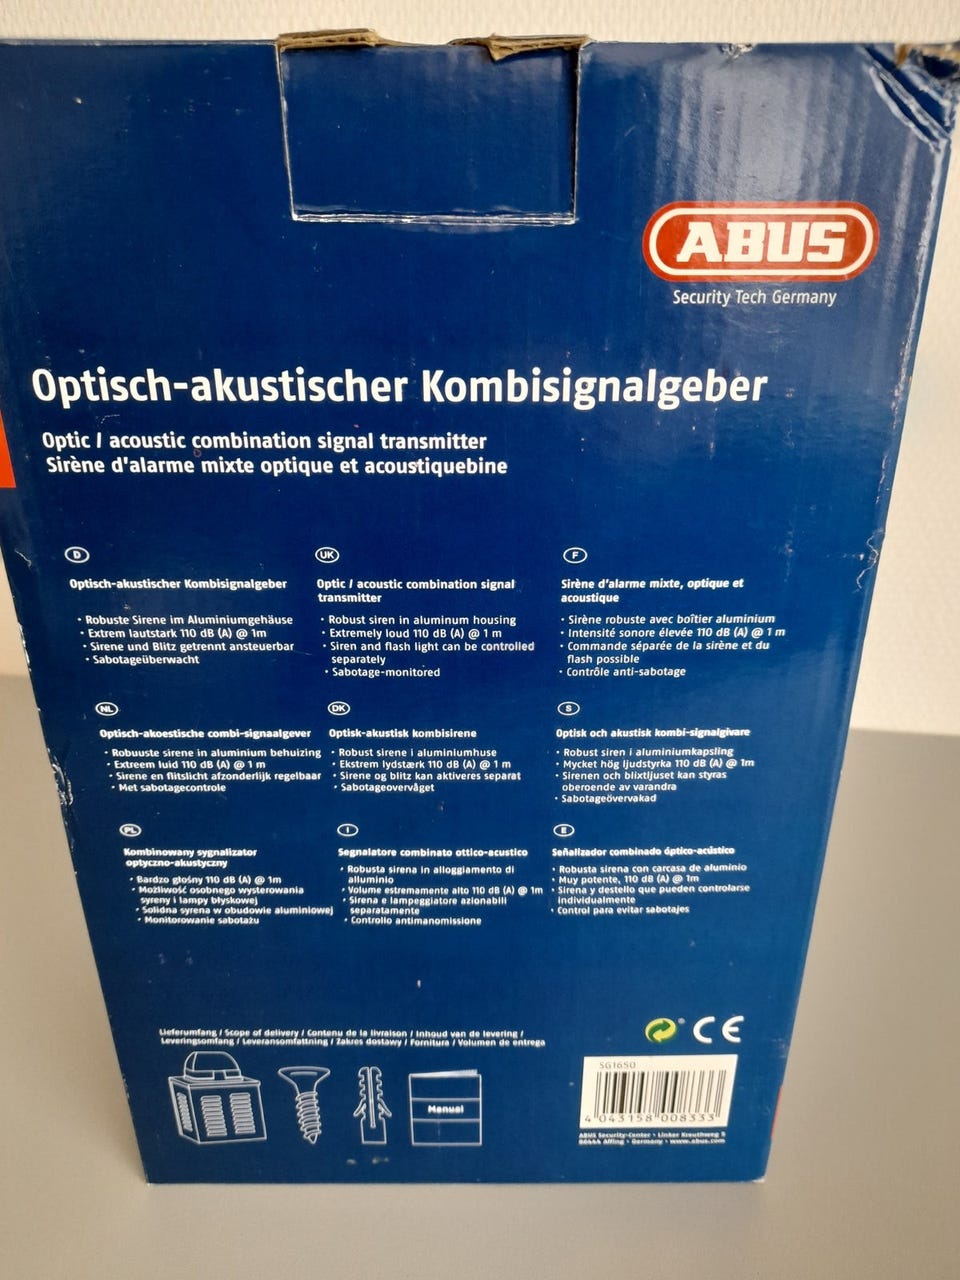 ABUS
Security Tech Germany
Optisch-akustischer Kombisignalgeber
Optic / acoustic combination signal transmitter
Sirène d'alarme mixte optique et acoustiquebine
D
Optisch-akustischer Kombisignalgeber
• Robuste Sirene im Aluminiumgehäuse
• Extrem lautstark 110 dB (A) @ 1m
• Sirene und Blitz getrennt ansteuerbar
• Sabotageüberwacht
UK
Optic / acoustic combination signal
transmitter
• Robust siren in aluminum housing
• Extremely loud 110 dB (A) @ 1 m
• Siren and flash light can be controlled
separately
• Sabotage-monitored
F
Sirène d'alarme mixte, optique et
acoustique
• Sirène robuste avec boîtier aluminium
• Intensité sonore élevée 110 dB (A) @ 1 m
• Commande séparée de la sirène et du
flash possible
• Contrôle anti-sabotage
NL
Optisch-akoestische combi-signaalgever
• Robuuste sirene in aluminium behuizing
• Extreem luid 110 dB (A) @ 1 m
• Sirene en flitslicht afzonderlijk regelbaar
• Met sabotagecontrole
DK
Optisk-akustisk kombisirene
• Robust sirene i aluminiumhuse
• Ekstrem lydstærk 110 dB (A) @ 1 m
• Sirene og blitz kan aktiveres separat
• Sabotageovervåget
S
Optisk och akustisk kombi-signalgivare
• Robust siren i aluminiumkapsling
• Mycket hög ljudstyrka 110 dB (A) @ 1m
• Sirenen och blixtljuset kan styras
oberoende av varandra
• Sabotageövervakad
PL
Kombinowany sygnalizator
optyczno-akustyczny
• Bardzo głośny 110 dB (A) @ 1m
• Możliwość osobnego wysterowania
syreny i lampy błyskowej
• Solidna syrena w obudowie aluminiowej
• Monitorowanie sabotażu
I
Segnalatore combinato ottico-acustico
• Robusta sirena in alloggiamento di
alluminio
• Volume estremamente alto 110 dB (A) @ 1m
• Sirena e lampeggiatore azionabili
separatamente
• Controllo antimanomissione
E
Señalizador combinado óptico-acústico
• Robusta sirena con carcasa de aluminio
• Muy potente, 110 dB (A) @ 1m
• Sirena y destello que pueden controlarse
individualmente
• Control para evitar sabotajes
Lieferumfang / Scope of delivery / Contenu de la livraison / Inhoud van de levering /
Leveringsomfang / Leveransomfattning / Zakres dostawy / Fornitura / Volumen de entrega
Manual
CE
SG1650
4 043158 008333
ABUS Security-Center • Linker Kreuthweg 5
86444 Affing • Germany • www.abus.com